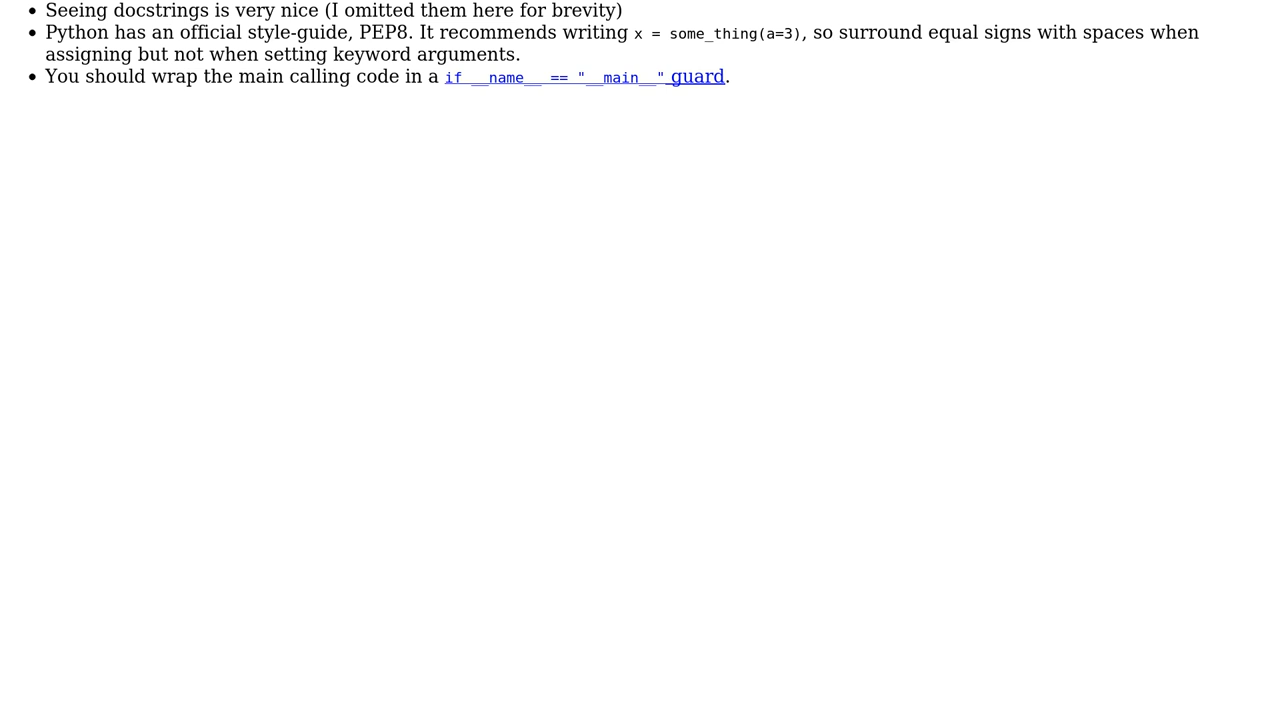 • Seeing docstrings is very nice (I omitted them here for brevity)
• Python has an official style-guide, PEP8. It recommends writing x = some_thing(a=3), so surround equal signs with spaces when
assigning but not when setting keyword arguments.
• You should wrap the main calling code in a if __name__ == "__main__" guard.